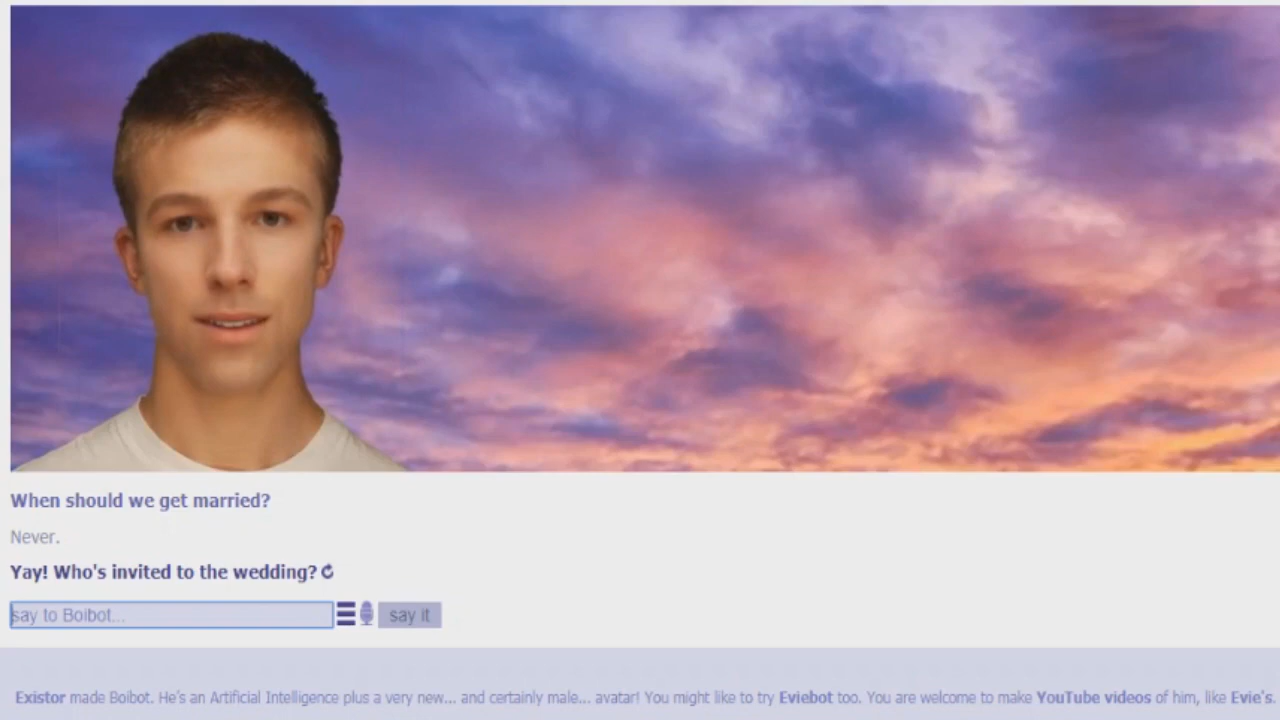 When should we get married?
Never.
Yay! Who's invited to the wedding?
say to Boibot...
say it
Existor made Boibot. He's an Artificial Intelligence plus a very new... and certainly male... avatar! You might like to try Eviebot too. You are welcome to make YouTube videos of him, like Evie's.